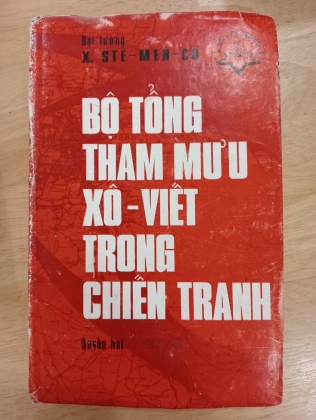 Đại tướng
X. STÊ-MEN-CÔ
BỘ TỔNG
THAM MƯU
XÔ-VIẾT
TRONG
CHIẾN TRANH
Quyển hai